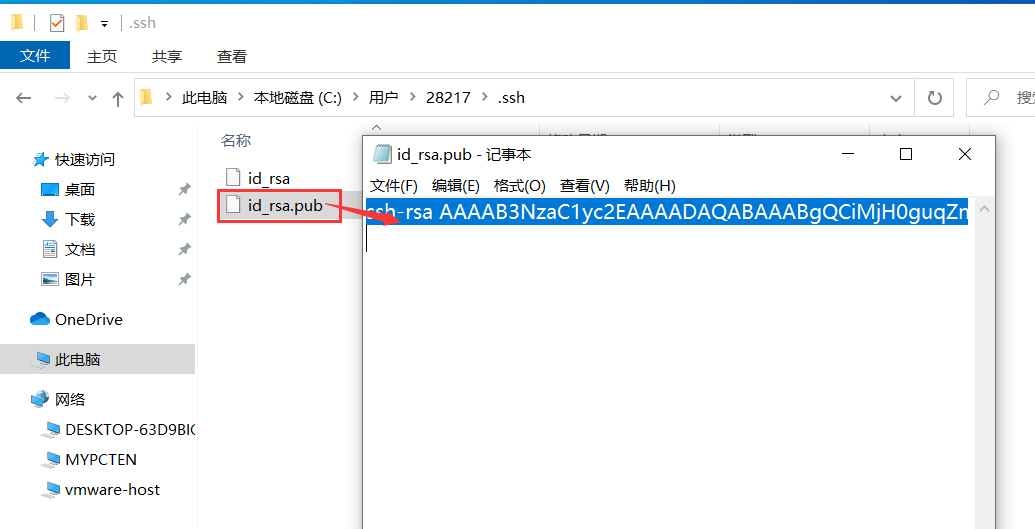 .ssh
文件 主页 共享 查看
此电脑 本地磁盘 (C:) 用户 28217 .ssh
名称
快速访问
桌面
下载
文档
图片
OneDrive
此电脑
网络
DESKTOP-63D9BI
MYPCTEN
vmware-host
id_rsa
id_rsa.pub
id_rsa.pub - 记事本
文件(F) 编辑(E) 格式(O) 查看(V) 帮助(H)
ssh-rsa AAAAB3NzaC1yc2EAAAADAQABAAABgQCiMjH0guqZm